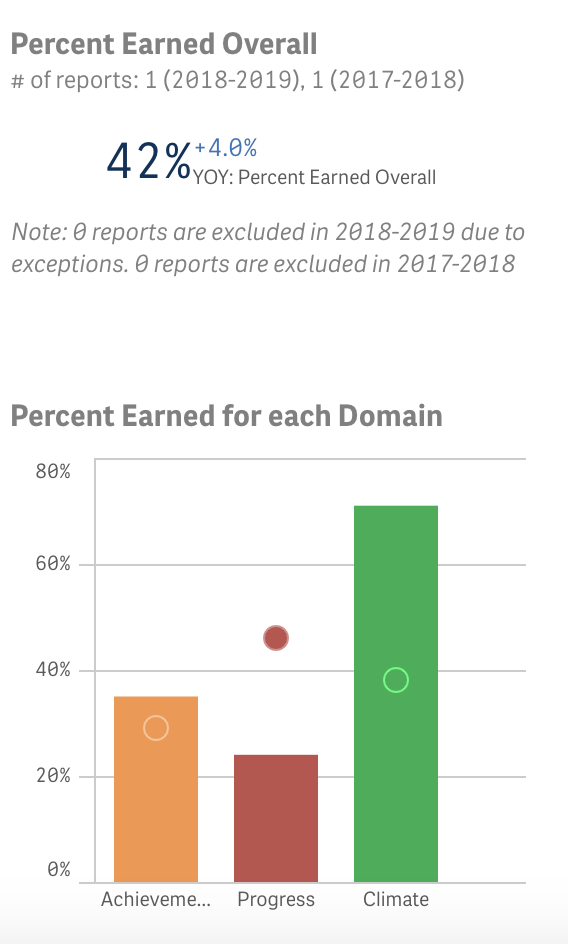 Percent Earned Overall
# of reports: 1 (2018-2019), 1 (2017-2018)
42%
+4.0%
YOY: Percent Earned Overall
Note: 0 reports are excluded in 2018-2019 due to
exceptions. 0 reports are excluded in 2017-2018
Percent Earned for each Domain
80%
60%
40%
20%
0%
Achieveme... Progress Climate